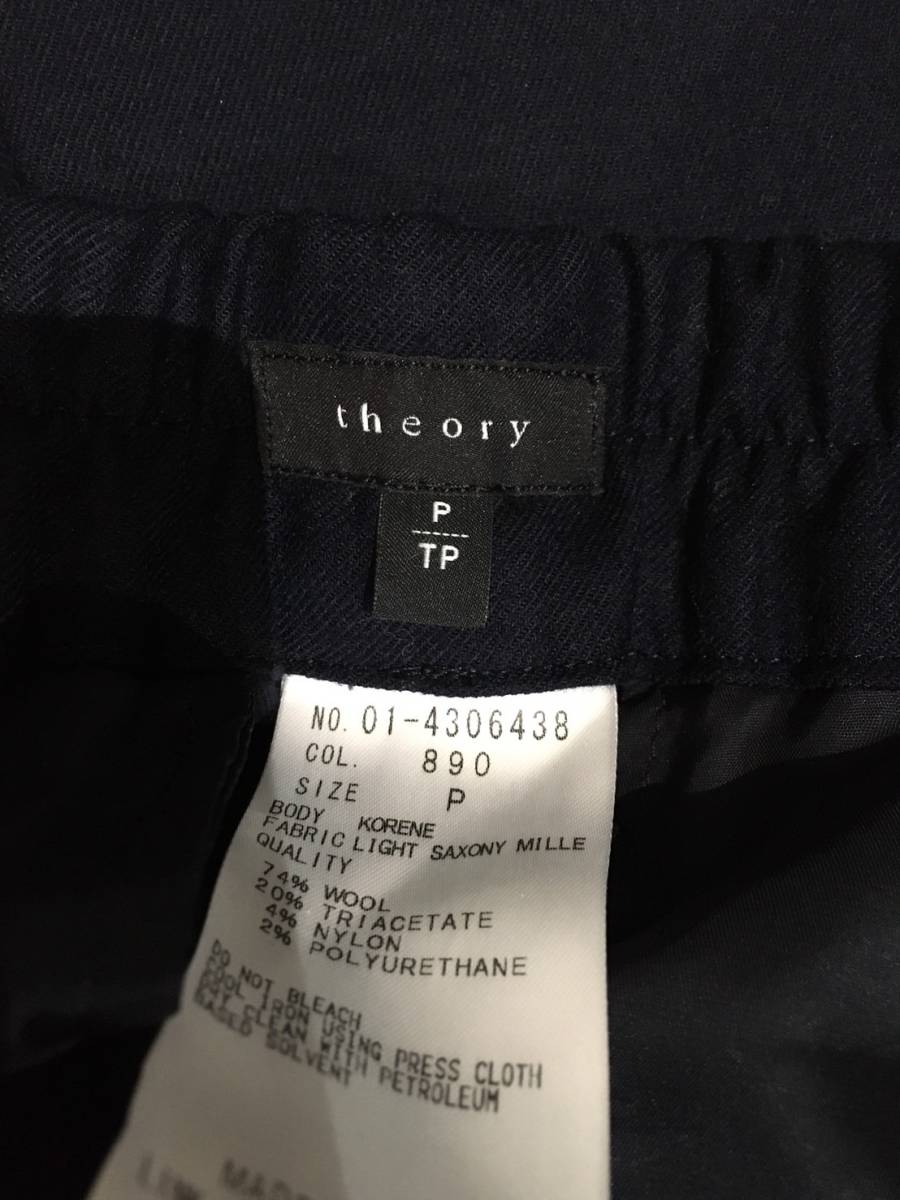 theory
P
TP
NO. 01-4306438
COL. 890
SIZE P
BODY KORENE
FABRIC LIGHT SAXONY MILLE
QUALITY
74% WOOL
20% TRIACETATE
4% NYLON
2% POLYURETHANE
DO NOT BLEACH
COOL IRON USING PRESS CLOTH
DRY CLEAN WITH PETROLEUM
BASED SOLVENT